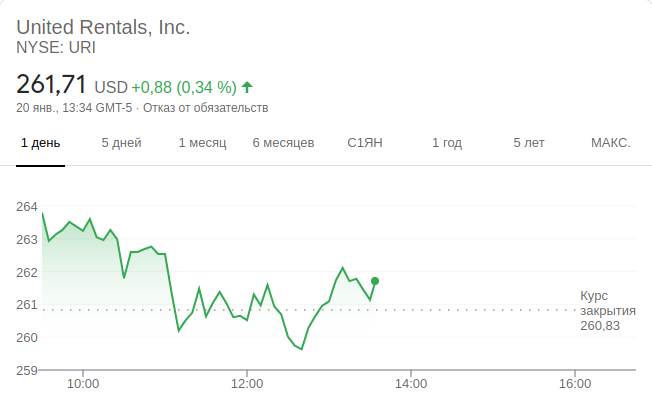 United Rentals, Inc.
NYSE: URI
261,71 USD +0,88 (0,34 %)
20 янв., 13:34 GMT-5 · Отказ от обязательств
1 день 5 дней 1 месяц 6 месяцев С1ЯН 1 год 5 лет МАКС.
264
263
262
261
260
259
Курс
закрытия
260,83
10:00 12:00 14:00 16:00